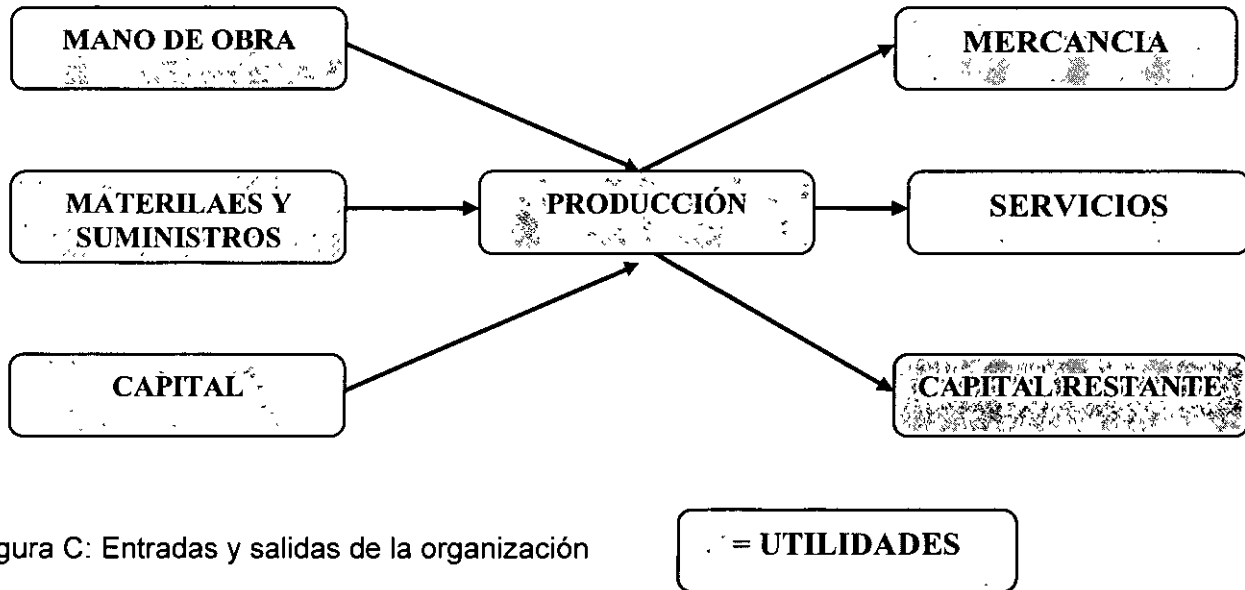 MANO DE OBRA
MERCANCIA
MATERILAES Y
SUMINISTROS
PRODUCCIÓN
SERVICIOS
CAPITAL
CAPITAL RESTANTE
gura C: Entradas y salidas de la organización
= UTILIDADES